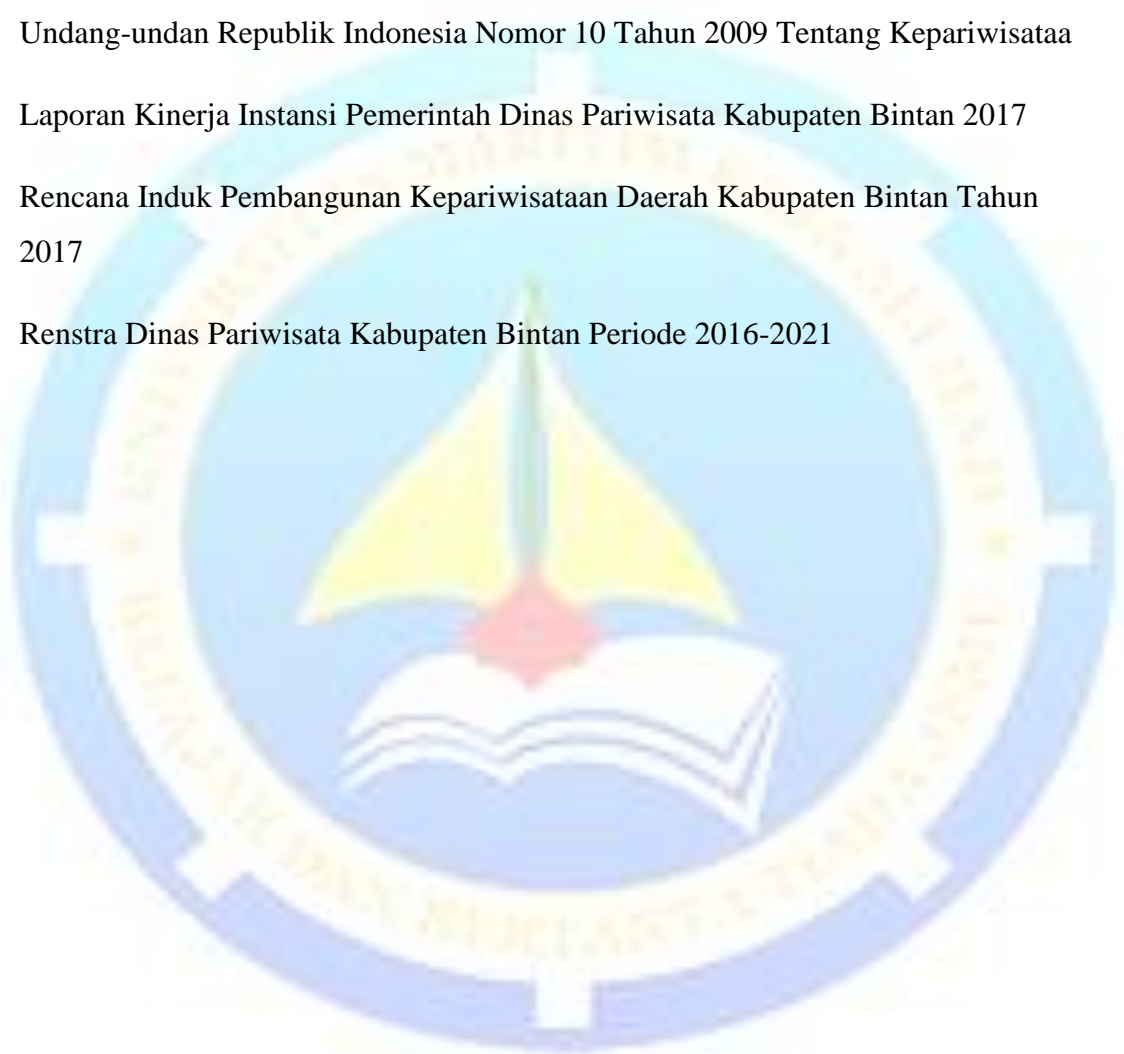 Undang-undan Republik Indonesia Nomor 10 Tahun 2009 Tentang Kepariwisataa
Laporan Kinerja Instansi Pemerintah Dinas Pariwisata Kabupaten Bintan 2017
Rencana Induk Pembangunan Kepariwisataan Daerah Kabupaten Bintan Tahun
2017
Renstra Dinas Pariwisata Kabupaten Bintan Periode 2016-2021